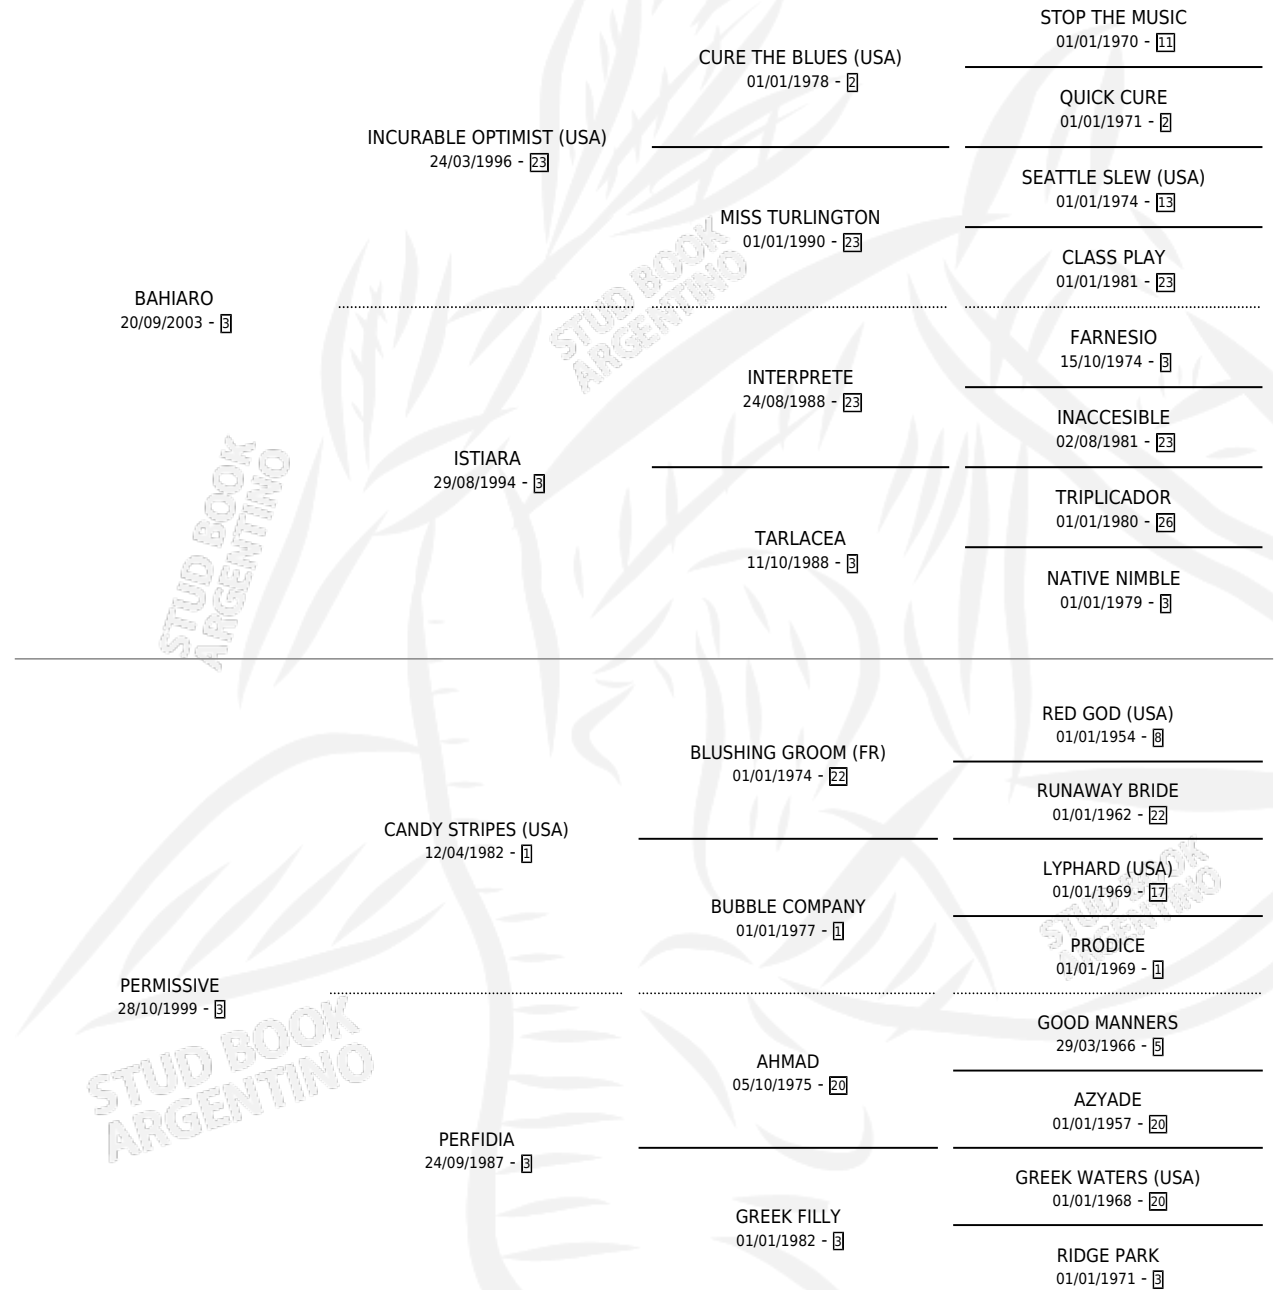 STOP THE MUSIC
01/01/1970 - 11
CURE THE BLUES (USA)
01/01/1978 - 2
QUICK CURE
01/01/1971 - 2
INCURABLE OPTIMIST (USA)
24/03/1996 - 23
SEATTLE SLEW (USA)
01/01/1974 - 13
MISS TURLINGTON
01/01/1990 - 23
CLASS PLAY
01/01/1981 - 23
BAHIARO
20/09/2003 - 3
FARNESIO
15/10/1974 - 3
INTERPRETE
24/08/1988 - 23
INACCESIBLE
02/08/1981 - 23
ISTIARA
29/08/1994 - 3
TRIPLICADOR
01/01/1980 - 26
TARLACEA
11/10/1988 - 3
NATIVE NIMBLE
01/01/1979 - 3
STUD BOOK
ARGENTINO
STUD BOOK
ARGENTINO
RED GOD (USA)
01/01/1954 - 8
BLUSHING GROOM (FR)
01/01/1974 - 22
RUNAWAY BRIDE
01/01/1962 - 22
CANDY STRIPES (USA)
12/04/1982 - 1
LYPHARD (USA)
01/01/1969 - 17
BUBBLE COMPANY
01/01/1977 - 1
PRODICE
01/01/1969 - 1
STUD BOOK
ARGENTINO
PERMISSIVE
28/10/1999 - 3
GOOD MANNERS
29/03/1966 - 5
AHMAD
05/10/1975 - 20
AZYADE
01/01/1957 - 20
PERFIDIA
24/09/1987 - 3
GREEK WATERS (USA)
01/01/1968 - 20
GREEK FILLY
01/01/1982 - 3
RIDGE PARK
01/01/1971 - 3
STUD BOOK
ARGENTINO